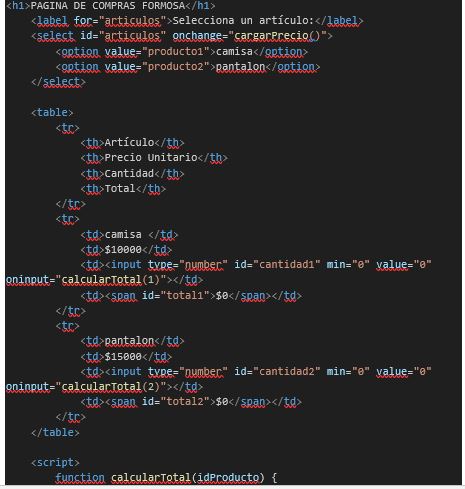 <h1>PAGINA DE COMPRAS FORMOSA</h1>
<label for="articulos">Selecciona un artículo:</label>
<select id="articulos" onchange="cargarPrecio()">
<option value="producto1">camisa</option>
<option value="producto2">pantalon</option>
</select>
<table>
<tr>
<th>Artículo</th>
<th>Precio Unitario</th>
<th>Cantidad</th>
<th>Total</th>
</tr>
<tr>
<td>camisa </td>
<td>$10000</td>
<td><input type="number" id="cantidad1" min="0" value="0"
oninput="calcularTotal(1)"></td>
<td><span id="total1">$0</span></td>
</tr>
<tr>
<td>pantalon</td>
<td>$15000</td>
<td><input type="number" id="cantidad2" min="0" value="0"
oninput="calcularTotal(2)"></td>
<td><span id="total2">$0</span></td>
</tr>
</table>
<script>
function calcularTotal(idProducto) {